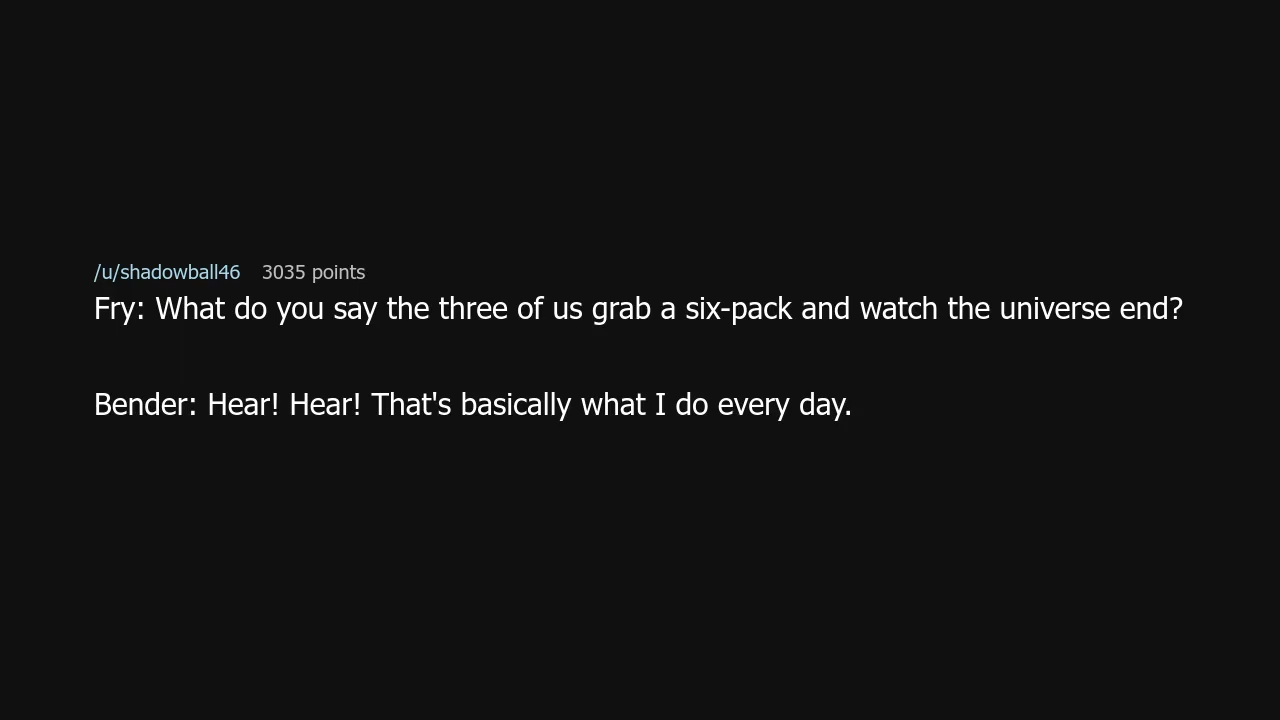 /u/shadowball46 3035 points
Fry: What do you say the three of us grab a six-pack and watch the universe end?
Bender: Hear! Hear! That's basically what I do every day.